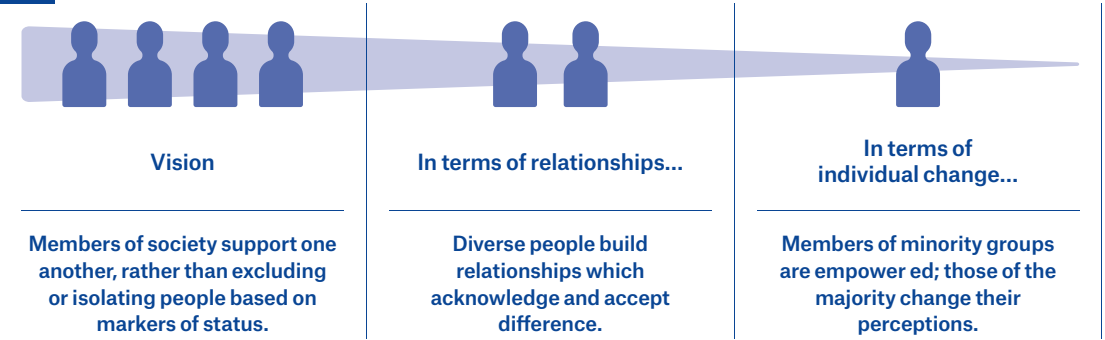 Vision
Members of society support one
another, rather than excluding
or isolating people based on
markers of status.
In terms of relationships...
Diverse people build
relationships which
acknowledge and accept
difference.
In terms of
individual change...
Members of minority groups
are empower ed; those of the
majority change their
perceptions.